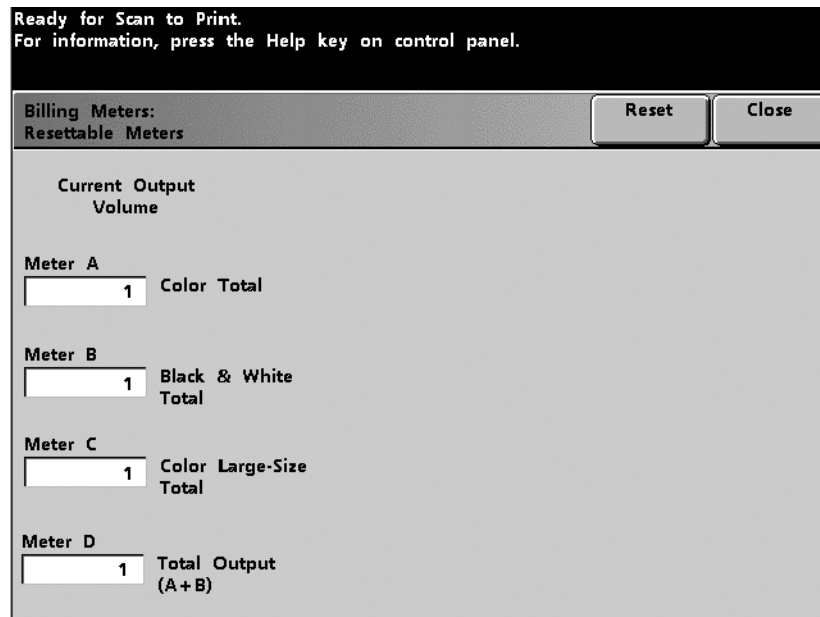 Ready for Scan to Print.
For information, press the Help key on control panel.
Billing Meters:
Resettable Meters
Reset
Close
Current Output
Volume
Meter A
1
Color Total
Meter B
1
Black & White
Total
Meter C
1
Color Large-Size
Total
Meter D
1
Total Output
(A+B)